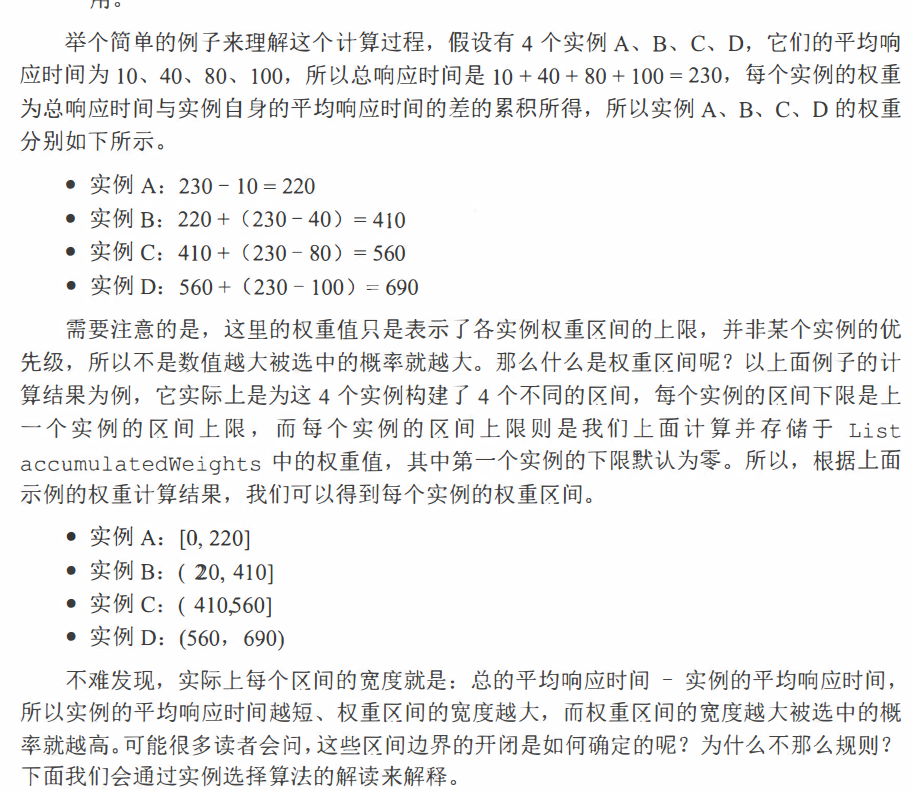 用。
举个简单的例子来理解这个计算过程，假设有 4 个实例 A、B、C、D，它们的平均响
应时间为 10、40、80、100，所以总响应时间是 10 + 40 + 80 + 100 = 230，每个实例的权重
为总响应时间与实例自身的平均响应时间的差的累积所得，所以实例 A、B、C、D 的权重
分别如下所示。
• 实例 A：230 - 10 = 220
• 实例 B：220 +（230 - 40）= 410
• 实例 C：410 +（230 - 80）= 560
• 实例 D：560 +（230 - 100）= 690
需要注意的是，这里的权重值只是表示了各实例权重区间的上限，并非某个实例的优
先级，所以不是数值越大被选中的概率就越大。那么什么是权重区间呢？以上面例子的计
算结果为例，它实际上是为这 4 个实例构建了 4 个不同的区间，每个实例的区间下限是上
一个实例的区间上限，而每个实例的区间上限则是我们上面计算并存储于 List
accumulatedWeights 中的权重值，其中第一个实例的下限默认为零。所以，根据上面
示例的权重计算结果，我们可以得到每个实例的权重区间。
• 实例 A：[0, 220]
• 实例 B：( 220, 410]
• 实例 C：( 410,560]
• 实例 D：(560，690)
不难发现，实际上每个区间的宽度就是：总的平均响应时间 - 实例的平均响应时间，
所以实例的平均响应时间越短、权重区间的宽度越大，而权重区间的宽度越大被选中的概
率就越高。可能很多读者会问，这些区间边界的开闭是如何确定的呢？为什么不那么规则？
下面我们会通过实例选择算法的解读来解释。